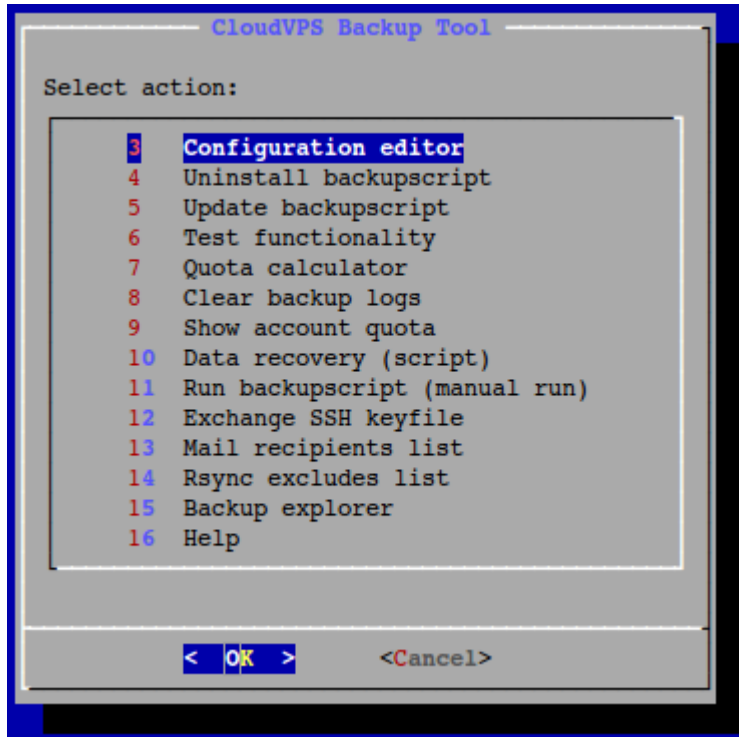 CloudVPS Backup Tool
Select action:
3 Configuration editor
4 Uninstall backupscript
5 Update backupscript
6 Test functionality
7 Quota calculator
8 Clear backup logs
9 Show account quota
10 Data recovery (script)
11 Run backupscript (manual run)
12 Exchange SSH keyfile
13 Mail recipients list
14 Rsync excludes list
15 Backup explorer
16 Help
< OK > <Cancel>